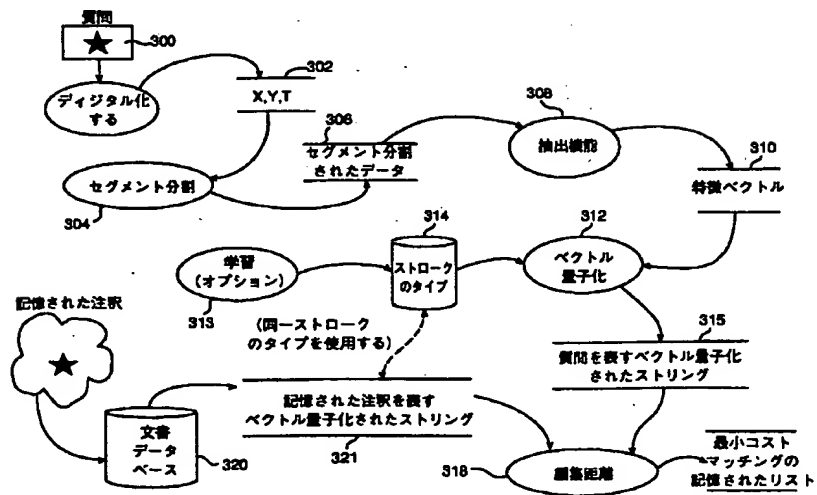 質問
300
ディジタル化
する
302
X,Y,T
セグメント分割
304
306
セグメント分割
されたデータ
308
抽出機能
310
特徴ベクトル
312
ベクトル
量子化
314
ストローク
のタイプ
学習
(オプション)
313
(同一ストローク
のタイプを使用する)
315
質問を表すベクトル量子化
されたストリング
記憶された注釈
文書
データ
ベース
320
記憶された注釈を表す
ベクトル量子化されたストリング
321
318
編集距離
最小コスト
マッチングの
記憶されたリスト